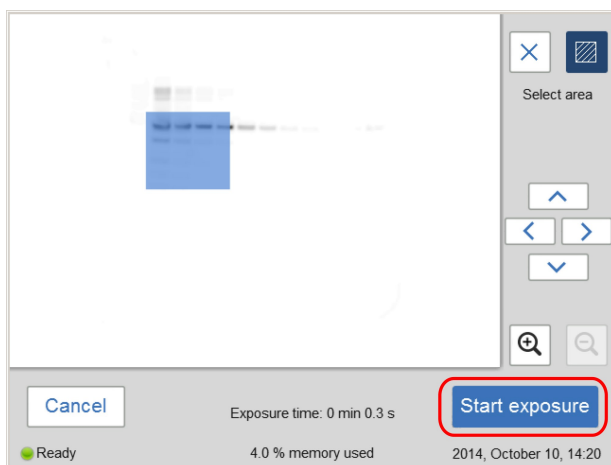 Select area
Cancel
Exposure time: 0 min 0.3 s
Start exposure
Ready
4.0 % memory used
2014, October 10, 14:20